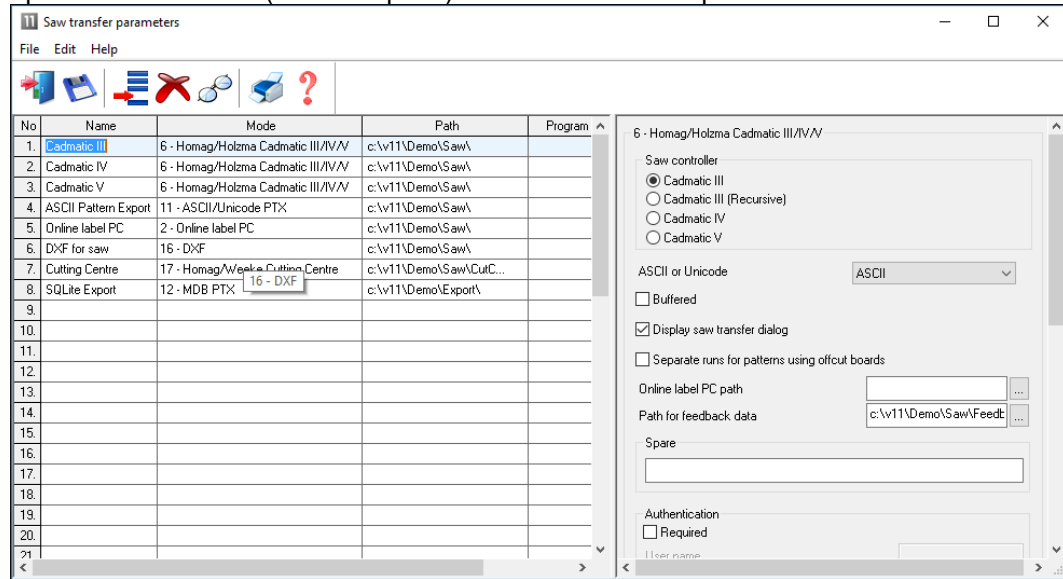 Saw transfer parameters
File Edit Help
No Name Mode Path Program
1. Cadmatic III 6 - Homag/Holzma Cadmatic III/IV/V c:\v11\Demo\Saw\
2. Cadmatic IV 6 - Homag/Holzma Cadmatic III/IV/V c:\v11\Demo\Saw\
3. Cadmatic V 6 - Homag/Holzma Cadmatic III/IV/V c:\v11\Demo\Saw\
4. ASCII Pattern Export 11 - ASCII/Unicode PTX c:\v11\Demo\Saw\
5. Online label PC 2 - Online label PC c:\v11\Demo\Saw\
6. DXF for saw 16 - DXF c:\v11\Demo\Saw\
7. Cutting Centre 17 - Homag/Weeke Cutting Centre c:\v11\Demo\Saw\CutC...
16 - DXF
8. SQLite Export 12 - MDB PTX c:\v11\Demo\Export\
9.
10.
11.
12.
13.
14.
15.
16.
17.
18.
19.
20.
21
6 - Homag/Holzma Cadmatic III/IV/V
Saw controller
Cadmatic III
Cadmatic III (Recursive)
Cadmatic IV
Cadmatic V
ASCII or Unicode ASCII
Buffered
Display saw transfer dialog
Separate runs for patterns using offcut boards
Online label PC path ...
Path for feedback data c:\v11\Demo\Saw\Feedb ...
Spare
Authentication
Required
User name